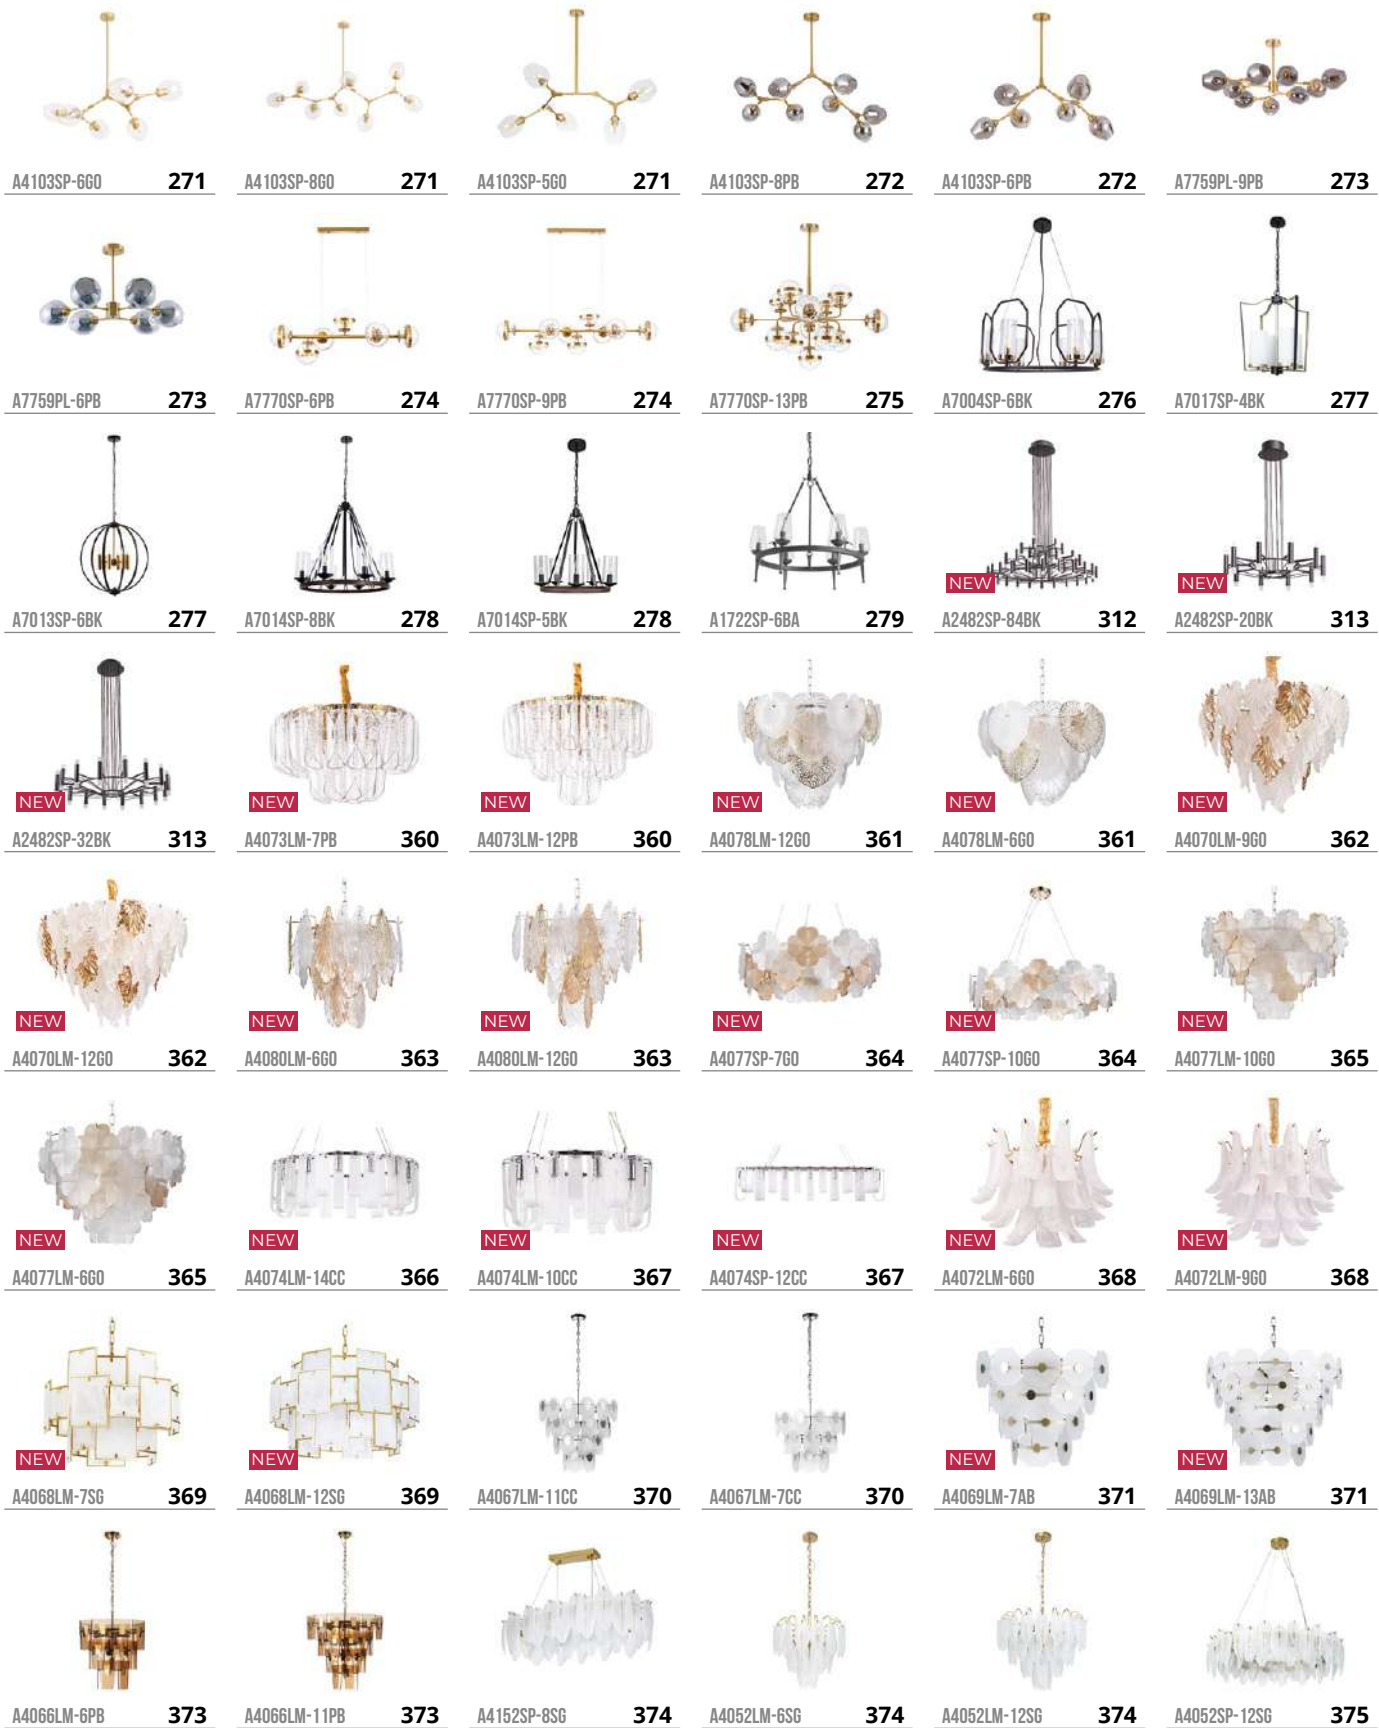 A4103SP-6GO 271 A4103SP-8GO 271 A4103SP-5GO 271 A4103SP-8PB 272 A4103SP-6PB 272 A7759PL-9PB 273
A7759PL-6PB 273 A7770SP-6PB 274 A7770SP-9PB 274 A7770SP-13PB 275 A7004SP-6BK 276 A7017SP-4BK 277
NEW NEW
A7013SP-6BK 277 A7014SP-8BK 278 A7014SP-5BK 278 A1722SP-6BA 279 A2482SP-84BK 312 A2482SP-20BK 313
NEW NEW NEW NEW NEW NEW
A2482SP-32BK 313 A4073LM-7PB 360 A4073LM-12PB 360 A4078LM-12GO 361 A4078LM-6GO 361 A4070LM-9GO 362
NEW NEW NEW NEW NEW NEW
A4070LM-12GO 362 A4080LM-6GO 363 A4080LM-12GO 363 A4077SP-7GO 364 A4077SP-10GO 364 A4077LM-10GO 365
NEW NEW NEW NEW NEW NEW
A4077LM-6GO 365 A4074LM-14CC 366 A4074LM-10CC 367 A4074SP-12CC 367 A4072LM-6GO 368 A4072LM-9GO 368
NEW NEW NEW NEW
A4068LM-7SG 369 A4068LM-12SG 369 A4067LM-11CC 370 A4067LM-7CC 370 A4069LM-7AB 371 A4069LM-13AB 371
A4066LM-6PB 373 A4066LM-11PB 373 A4152SP-8SG 374 A4052LM-6SG 374 A4052LM-12SG 374 A4052SP-12SG 375